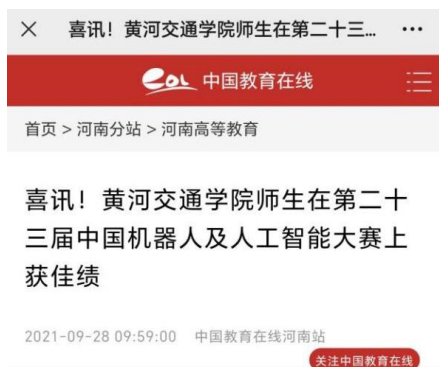 喜讯！黄河交通学院师生在第二十三...
eol 中国教育在线
首页 > 河南分站 > 河南高等教育
喜讯！黄河交通学院师生在第二十
三届中国机器人及人工智能大赛上
获佳绩
2021-09-28 09:59:00 中国教育在线河南站
关注中国教育在线